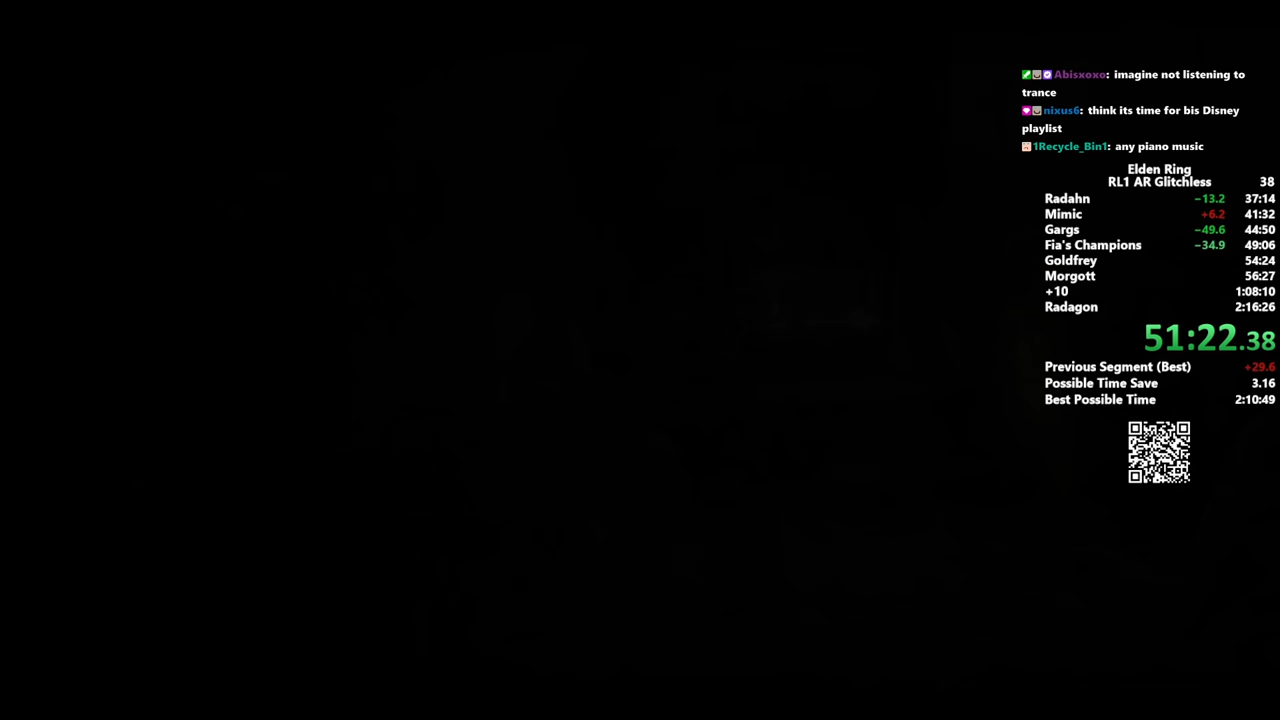 Abisxoxo: imagine not listening to
trance
nixus6: think its time for bis Disney
playlist
1Recycle_Bin1: any piano music
Elden Ring
RL1 AR Glitchless 38
Radahn −13.2 37:14
Mimic +6.2 41:32
Gargs −49.6 44:50
Fia's Champions −34.9 49:06
Goldfrey 54:24
Morgott 56:27
+10 1:08:10
Radagon 2:16:26
51:22.38
Previous Segment (Best) +29.6
Possible Time Save 3.16
Best Possible Time 2:10:49